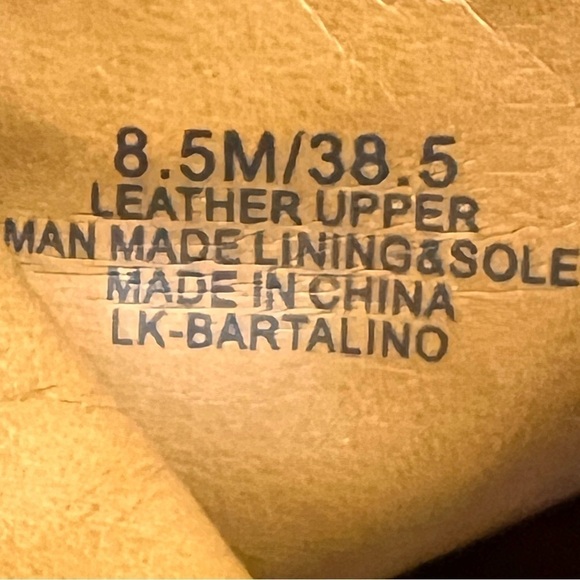 8.5M/38.5
LEATHER UPPER
MAN MADE LINING&SOLE
MADE IN CHINA
LK-BARTALINO